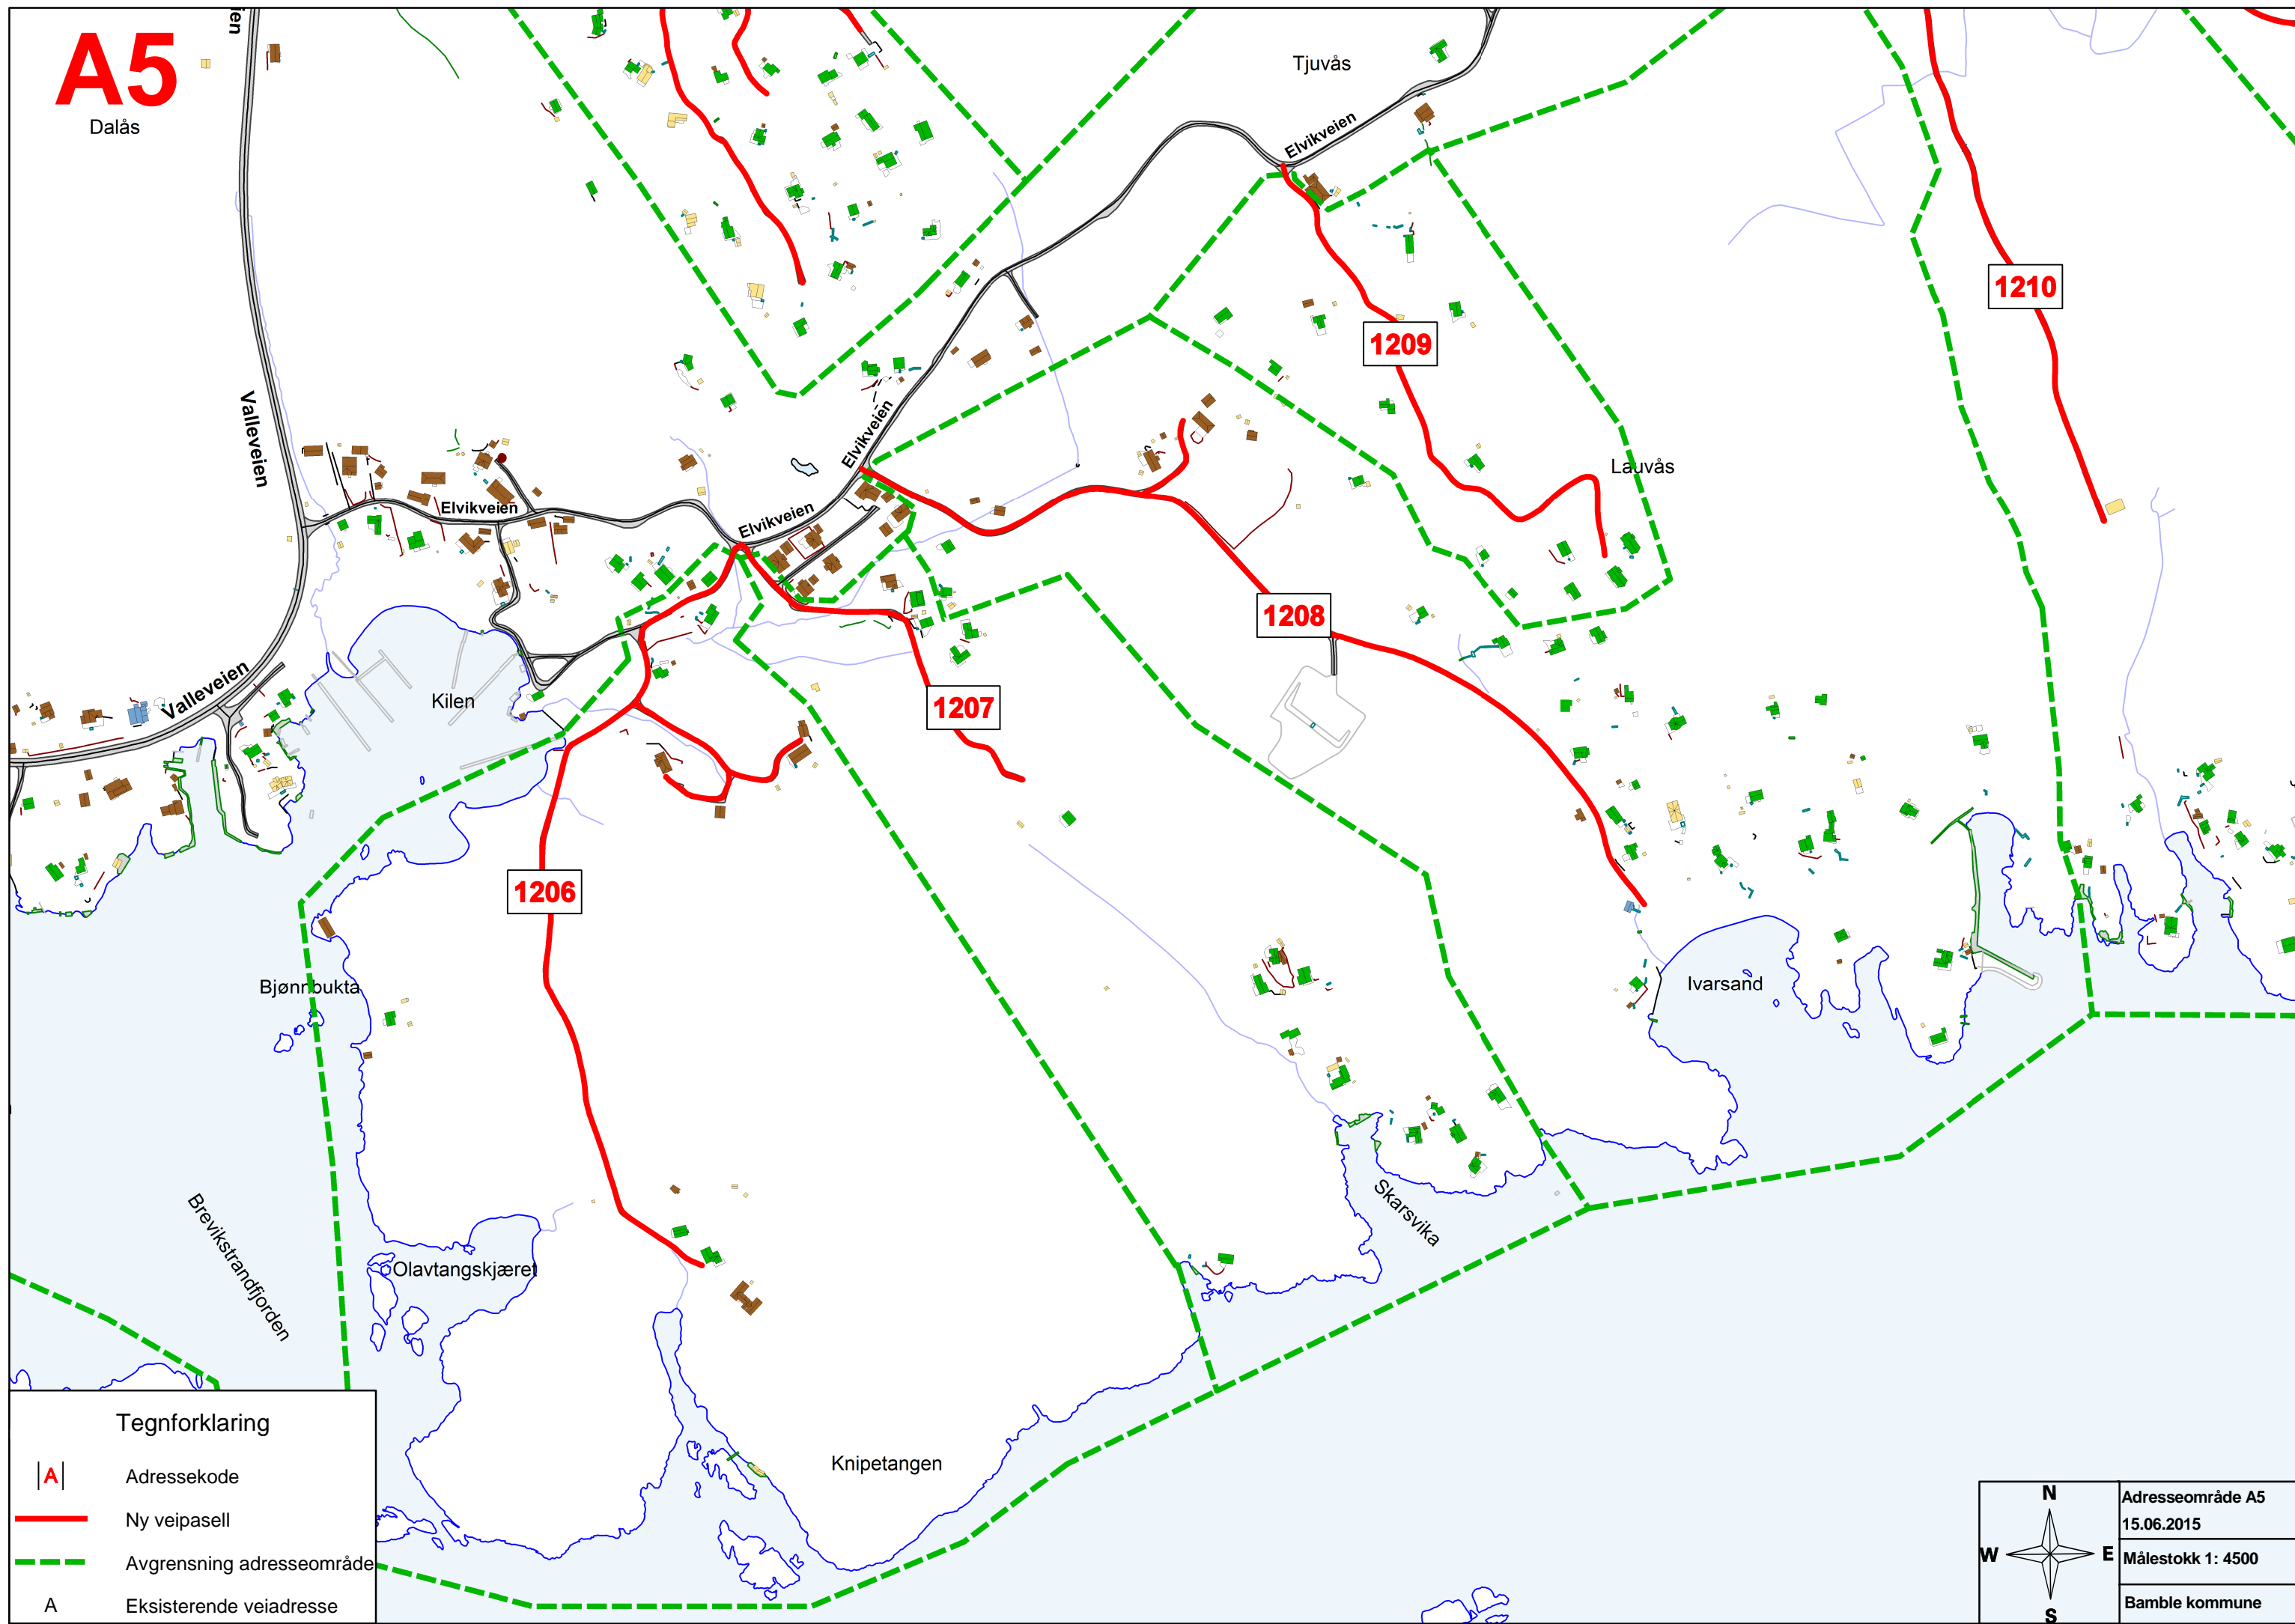 A5
Dalås
ien
Tjuvås
Elvikveien
1210
1209
Valleveien
Elvikveien
Lauvås
Elvikveien
Elvikveien
1208
Valleveien
Kilen
1207
1206
Bjønnbukta
Ivarsand
Skarsvika
Brevikstrandfjorden
Olavtangskjæret
Knipetangen
Tegnforklaring
A Adressekode
Ny veipasell
Avgrensning adresseområde
A Eksisterende veiadresse
N
W E
S
Adresseområde A5
15.06.2015
Målestokk 1: 4500
Bamble kommune